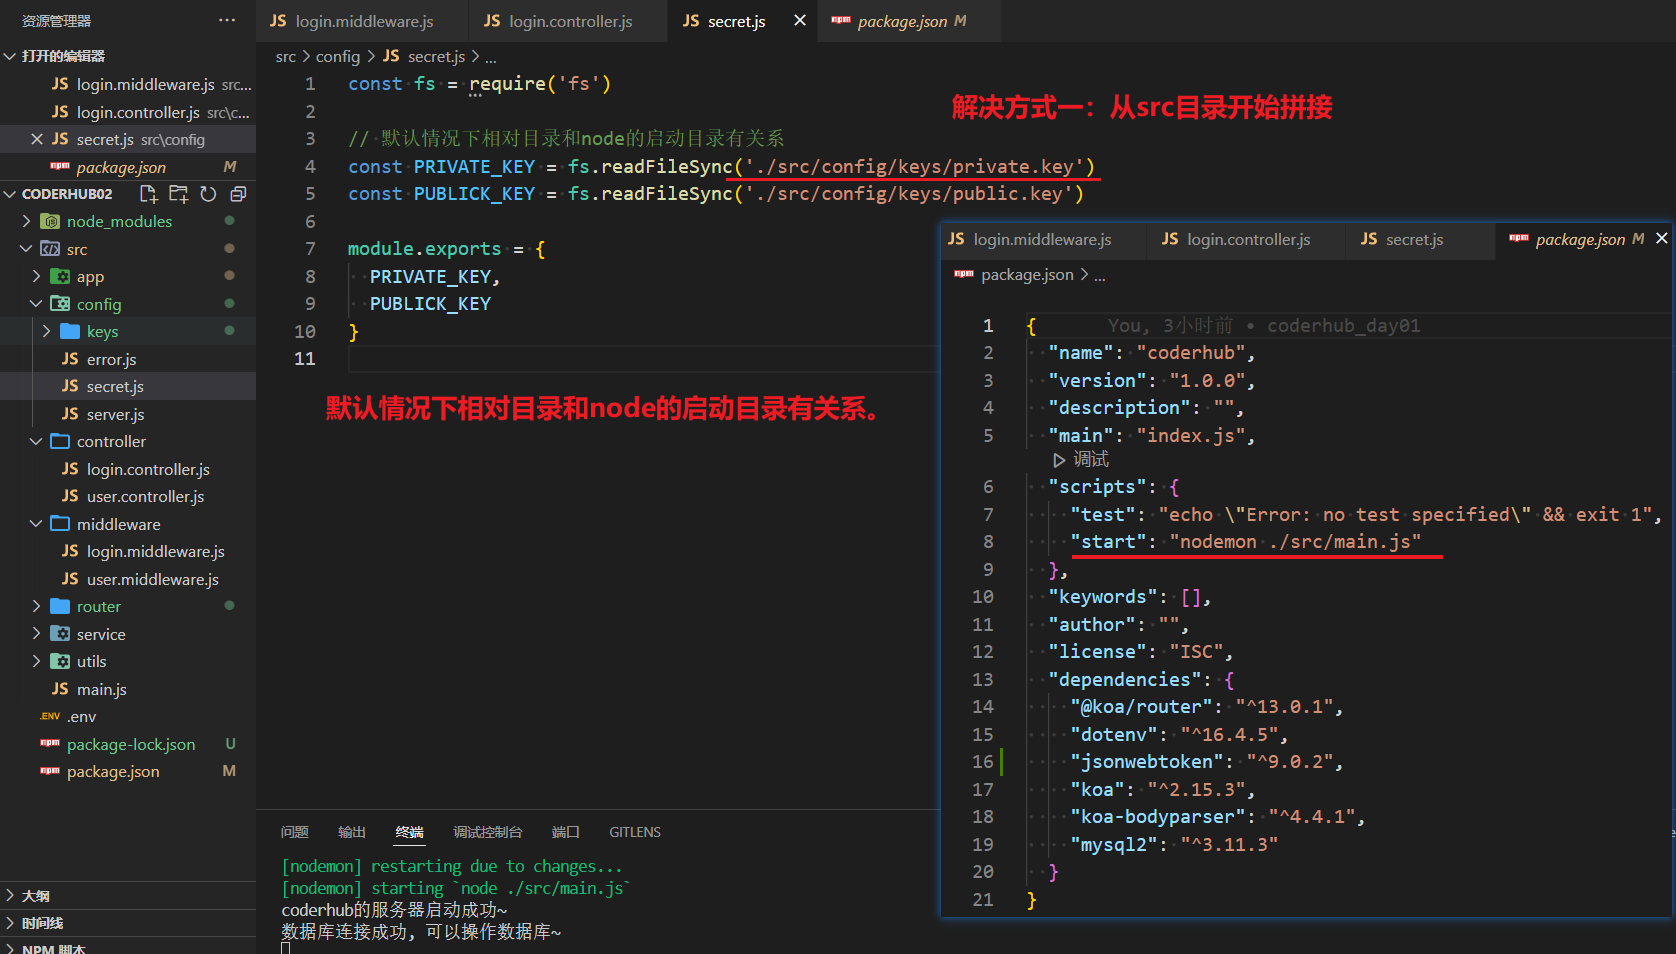 资源管理器 ···
打开的编辑器
JS login.middleware.js src...
JS login.controller.js src\c...
JS secret.js src\config
npm package.json M
CODERHUB02
node_modules
src
app
config
keys
JS error.js
JS secret.js
JS server.js
controller
JS login.controller.js
JS user.controller.js
middleware
JS login.middleware.js
JS user.middleware.js
router
service
utils
JS main.js
.ENV .env
npm package-lock.json U
npm package.json M
大纲
时间线
NPM 脚本
JS login.middleware.js JS login.controller.js JS secret.js npm package.json M
src > config > JS secret.js > ...
1 const fs = require('fs')
2
3 // 默认情况下相对目录和node的启动目录有关系
4 const PRIVATE_KEY = fs.readFileSync('./src/config/keys/private.key')
5 const PUBLICK_KEY = fs.readFileSync('./src/config/keys/public.key')
6
7 module.exports = {
8 PRIVATE_KEY,
9 PUBLICK_KEY
10 }
11
解决方式一：从src目录开始拼接
默认情况下相对目录和node的启动目录有关系。
JS login.middleware.js JS login.controller.js JS secret.js npm package.json M
npm package.json > ...
1 { You, 3小时前 • coderhub_day01
2 "name": "coderhub",
3 "version": "1.0.0",
4 "description": "",
5 "main": "index.js",
调试
6 "scripts": {
7 "test": "echo \"Error: no test specified\" && exit 1",
8 "start": "nodemon ./src/main.js"
9 },
10 "keywords": [],
11 "author": "",
12 "license": "ISC",
13 "dependencies": {
14 "@koa/router": "^13.0.1",
15 "dotenv": "^16.4.5",
16 "jsonwebtoken": "^9.0.2",
17 "koa": "^2.15.3",
18 "koa-bodyparser": "^4.4.1",
19 "mysql2": "^3.11.3"
20 }
21 }
问题 输出 终端 调试控制台 端口 GITLENS
[nodemon] restarting due to changes...
[nodemon] starting `node ./src/main.js`
coderhub的服务器启动成功~
数据库连接成功, 可以操作数据库~